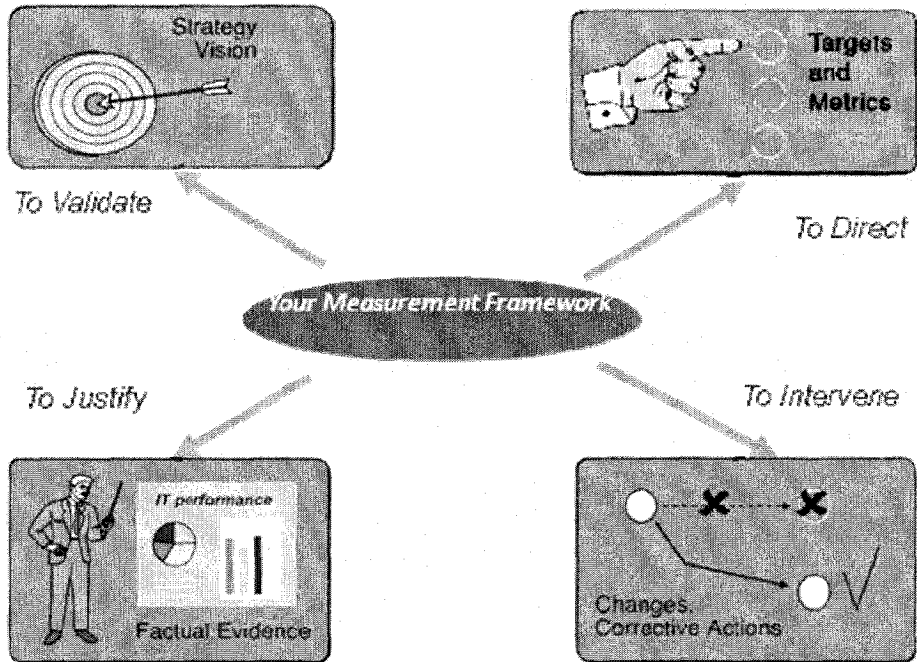 Strategy
Vision
Targets
and
Metrics
To Validate
To Direct
Your Measurement Framework
To Justify
To Intervene
IT performance
Factual Evidence
Changes,
Corrective Actions